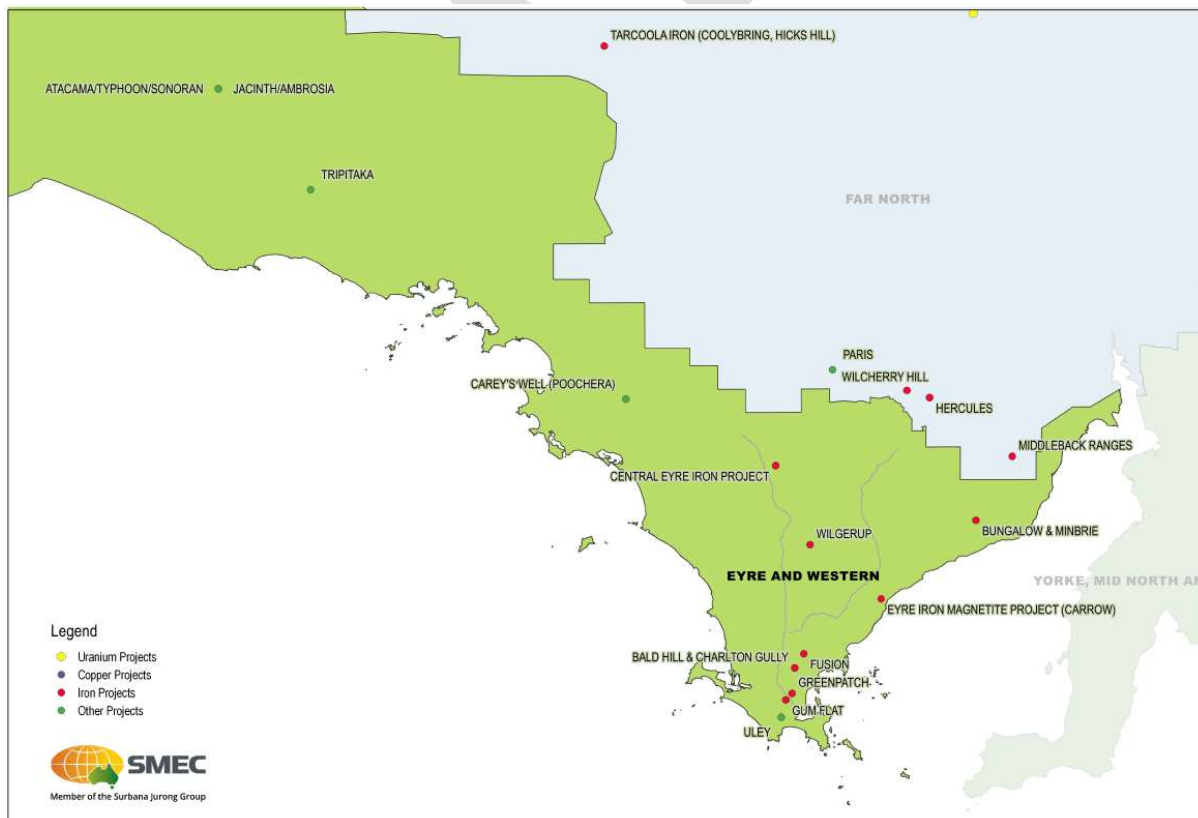 TARCOOLA IRON (COOLYBRING, HICKS HILL)
ATACAMA/TYPHOON/SONORAN
JACINTH/AMBROSIA
TRIPITAKA
FAR NORTH
PARIS
WILCHERRY HILL
CAREY'S WELL (POOCHERA)
HERCULES
MIDDLEBACK RANGES
CENTRAL EYRE IRON PROJECT
BUNGALOW & MINBRIE
WILGERUP
EYRE AND WESTERN
YORKE, MID NORTH AN
EYRE IRON MAGNETITE PROJECT (CARROW)
BALD HILL & CHARLTON GULLY
FUSION
GREENPATCH
GUM FLAT
ULEY
Legend
Uranium Projects
Copper Projects
Iron Projects
Other Projects
SMEC
Member of the Surbana Jurong Group